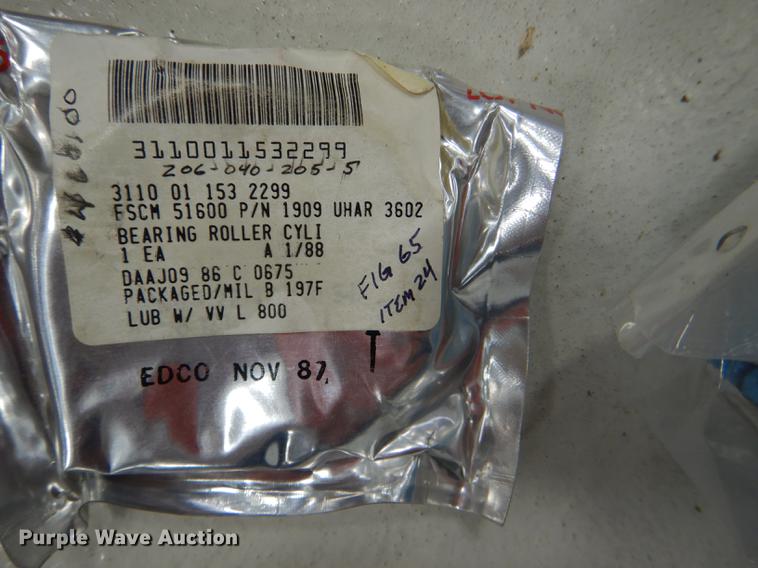 3110011532299
206-040-205-5
3110 01 153 2299
FSCM 51600 P/N 1909 UHAR 3602
BEARING ROLLER CYLI
1 EA A 1/88
DAAJ09 86 C 0675
PACKAGED/MIL B 197F
LUB W/ VV L 800
FIG 65
ITEM 24
EDCO NOV 87
Purple Wave Auction